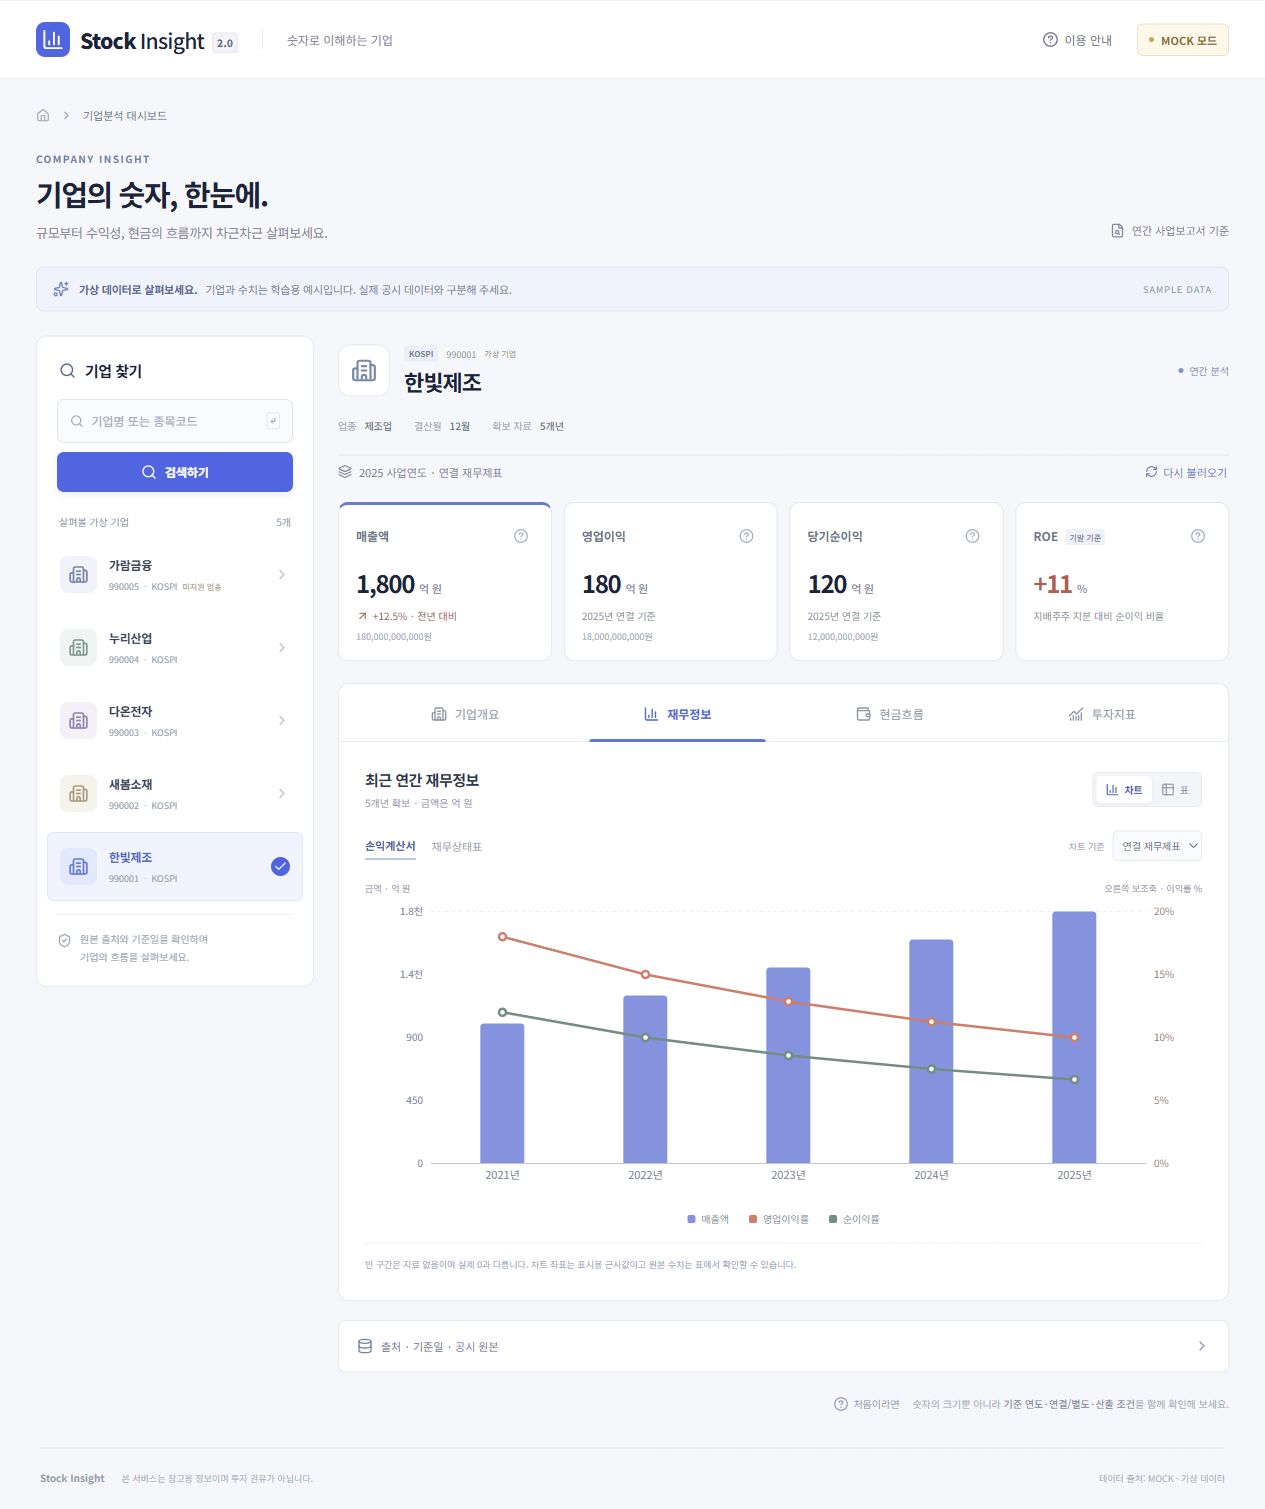 Stock Insight 2.0 숫자로 이해하는 기업 이용 안내 MOCK 모드
기업분석 대시보드
COMPANY INSIGHT
기업의 숫자, 한눈에.
규모부터 수익성, 현금의 흐름까지 차근차근 살펴보세요.
연간 사업보고서 기준
가상 데이터로 살펴보세요. 기업과 수치는 학습용 예시입니다. 실제 공시 데이터와 구분해 주세요. SAMPLE DATA
기업 찾기
기업명 또는 종목코드
검색하기
살펴볼 가상 기업 5개
가람금융
990005 · KOSPI 미지원 업종
누리산업
990004 · KOSPI
다온전자
990003 · KOSPI
새봄소재
990002 · KOSPI
한빛제조
990001 · KOSPI
원본 출처와 기준일을 확인하며
기업의 흐름을 살펴보세요.
KOSPI 990001 가상 기업
한빛제조
연간 분석
업종 제조업 결산월 12월 확보 자료 5개년
2025 사업연도 · 연결 재무제표 다시 불러오기
매출액
1,800 억 원
+12.5% · 전년 대비
180,000,000,000원
영업이익
180 억 원
2025년 연결 기준
18,000,000,000원
당기순이익
120 억 원
2025년 연결 기준
12,000,000,000원
ROE 기말 기준
+11 %
지배주주 지분 대비 순이익 비율
기업개요 재무정보 현금흐름 투자지표
최근 연간 재무정보
5개년 확보 · 금액은 억 원
차트 표
손익계산서 재무상태표
차트 기준 연결 재무제표
금액 · 억 원 오른쪽 보조축 · 이익률 %
1.8천 20%
1.4천 15%
900 10%
450 5%
0 0%
2021년 2022년 2023년 2024년 2025년
매출액 영업이익률 순이익률
빈 구간은 자료 없음이며 실제 0과 다릅니다. 차트 좌표는 표시용 근사값이고 원본 수치는 표에서 확인할 수 있습니다.
출처 · 기준일 · 공시 원본
처음이라면 숫자의 크기뿐 아니라 기준 연도·연결/별도·산출 조건을 함께 확인해 보세요.
Stock Insight 본 서비스는 참고용 정보이며 투자 권유가 아닙니다.
데이터 출처: MOCK · 가상 데이터